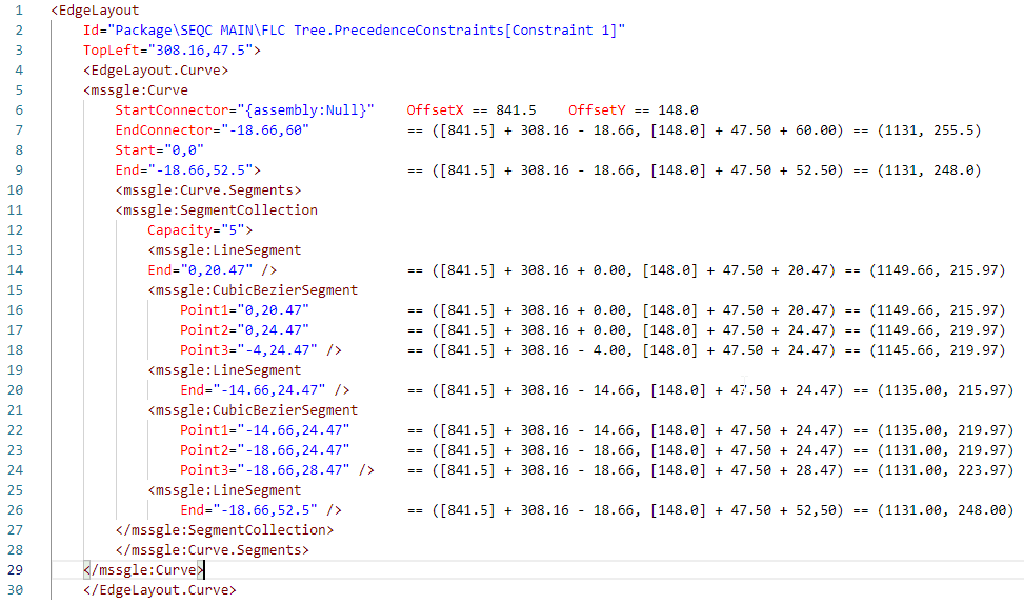 1 <EdgeLayout
2 Id="Package\SEQC MAIN\FLC Tree.PrecedenceConstraints[Constraint 1]"
3 TopLeft="308.16,47.5">
4 <EdgeLayout.Curve>
5 <mssgle:Curve
6 StartConnector="{assembly:Null}" OffsetX == 841.5 OffsetY == 148.0
7 EndConnector="-18.66,60" == ([841.5] + 308.16 - 18.66, [148.0] + 47.50 + 60.00) == (1131, 255.5)
8 Start="0,0"
9 End="-18.66,52.5"> == ([841.5] + 308.16 - 18.66, [148.0] + 47.50 + 52.50) == (1131, 248.0)
10 <mssgle:Curve.Segments>
11 <mssgle:SegmentCollection
12 Capacity="5">
13 <mssgle:LineSegment
14 End="0,20.47" /> == ([841.5] + 308.16 + 0.00, [148.0] + 47.50 + 20.47) == (1149.66, 215.97)
15 <mssgle:CubicBezierSegment
16 Point1="0,20.47" == ([841.5] + 308.16 + 0.00, [148.0] + 47.50 + 20.47) == (1149.66, 215.97)
17 Point2="0,24.47" == ([841.5] + 308.16 + 0.00, [148.0] + 47.50 + 24.47) == (1149.66, 219.97)
18 Point3="-4,24.47" /> == ([841.5] + 308.16 - 4.00, [148.0] + 47.50 + 24.47) == (1145.66, 219.97)
19 <mssgle:LineSegment
20 End="-14.66,24.47" /> == ([841.5] + 308.16 - 14.66, [148.0] + 47.50 + 24.47) == (1135.00, 215.97)
21 <mssgle:CubicBezierSegment
22 Point1="-14.66,24.47" == ([841.5] + 308.16 - 14.66, [148.0] + 47.50 + 24.47) == (1135.00, 219.97)
23 Point2="-18.66,24.47" == ([841.5] + 308.16 - 18.66, [148.0] + 47.50 + 24.47) == (1131.00, 219.97)
24 Point3="-18.66,28.47" /> == ([841.5] + 308.16 - 18.66, [148.0] + 47.50 + 28.47) == (1131.00, 223.97)
25 <mssgle:LineSegment
26 End="-18.66,52.5" /> == ([841.5] + 308.16 - 18.66, [148.0] + 47.50 + 52,50) == (1131.00, 248.00)
27 </mssgle:SegmentCollection>
28 </mssgle:Curve.Segments>
29 </mssgle:Curve>
30 </EdgeLayout.Curve>